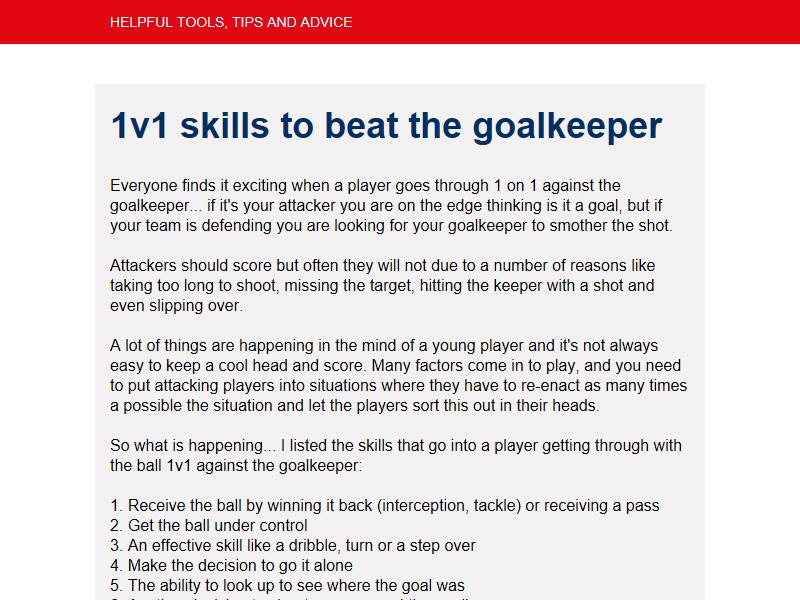 HELPFUL TOOLS, TIPS AND ADVICE
1v1 skills to beat the goalkeeper
Everyone finds it exciting when a player goes through 1 on 1 against the
goalkeeper... if it's your attacker you are on the edge thinking is it a goal, but if
your team is defending you are looking for your goalkeeper to smother the shot.
Attackers should score but often they will not due to a number of reasons like
taking too long to shoot, missing the target, hitting the keeper with a shot and
even slipping over.
A lot of things are happening in the mind of a young player and it's not always
easy to keep a cool head and score. Many factors come in to play, and you need
to put attacking players into situations where they have to re-enact as many times
a possible the situation and let the players sort this out in their heads.
So what is happening... I listed the skills that go into a player getting through with
the ball 1v1 against the goalkeeper:
1. Receive the ball by winning it back (interception, tackle) or receiving a pass
2. Get the ball under control
3. An effective skill like a dribble, turn or a step over
4. Make the decision to go it alone
5. The ability to look up to see where the goal was